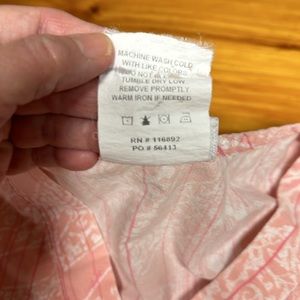 MACHINE WASH COLD
WITH LIKE COLORS
DO NOT
TUMBLE DRY LOW
REMOVE PROMPTLY
WARM IRON IF NEEDED
RN # 116892
PO # 56413